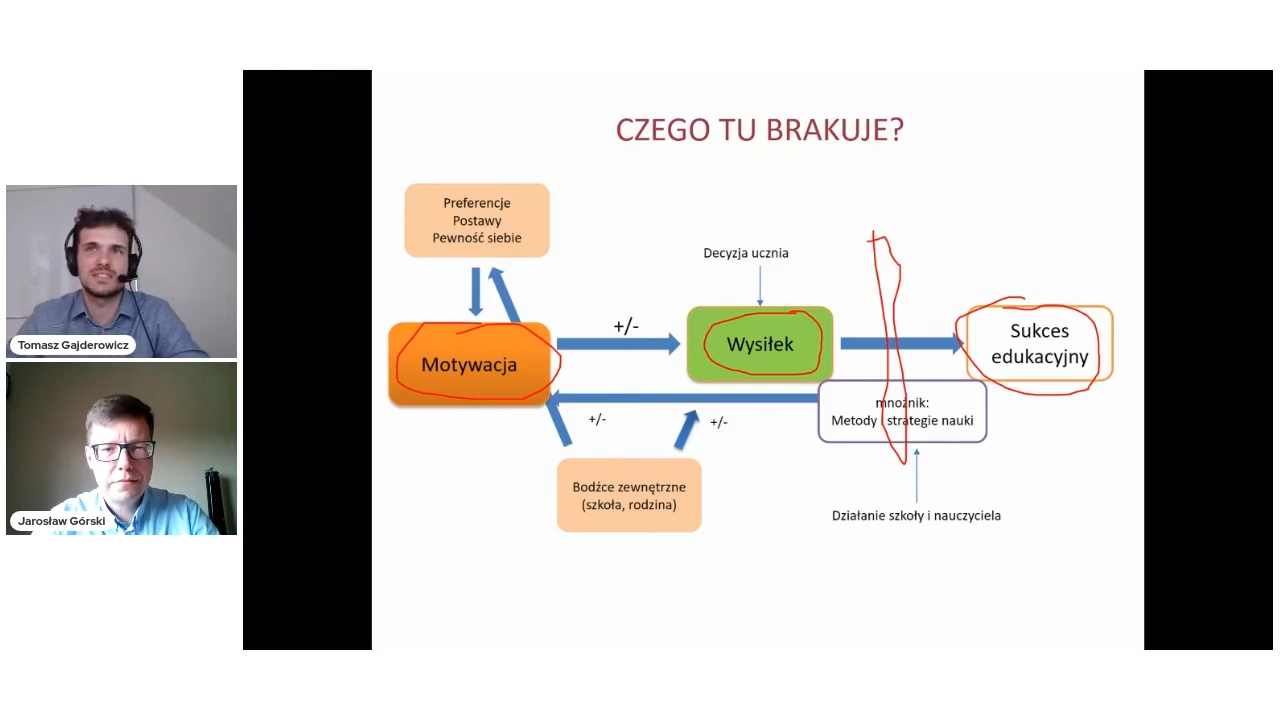 CZEGO TU BRAKUJE?
Preferencje
Postawy
Pewność siebie
Decyzja ucznia
+/-
Motywacja
Wysiłek
Sukces
edukacyjny
+/-
+/-
mnożnik:
Metody i strategie nauki
Bodźce zewnętrzne
(szkoła, rodzina)
Działanie szkoły i nauczyciela
Tomasz Gajderowicz
Jarosław Górski